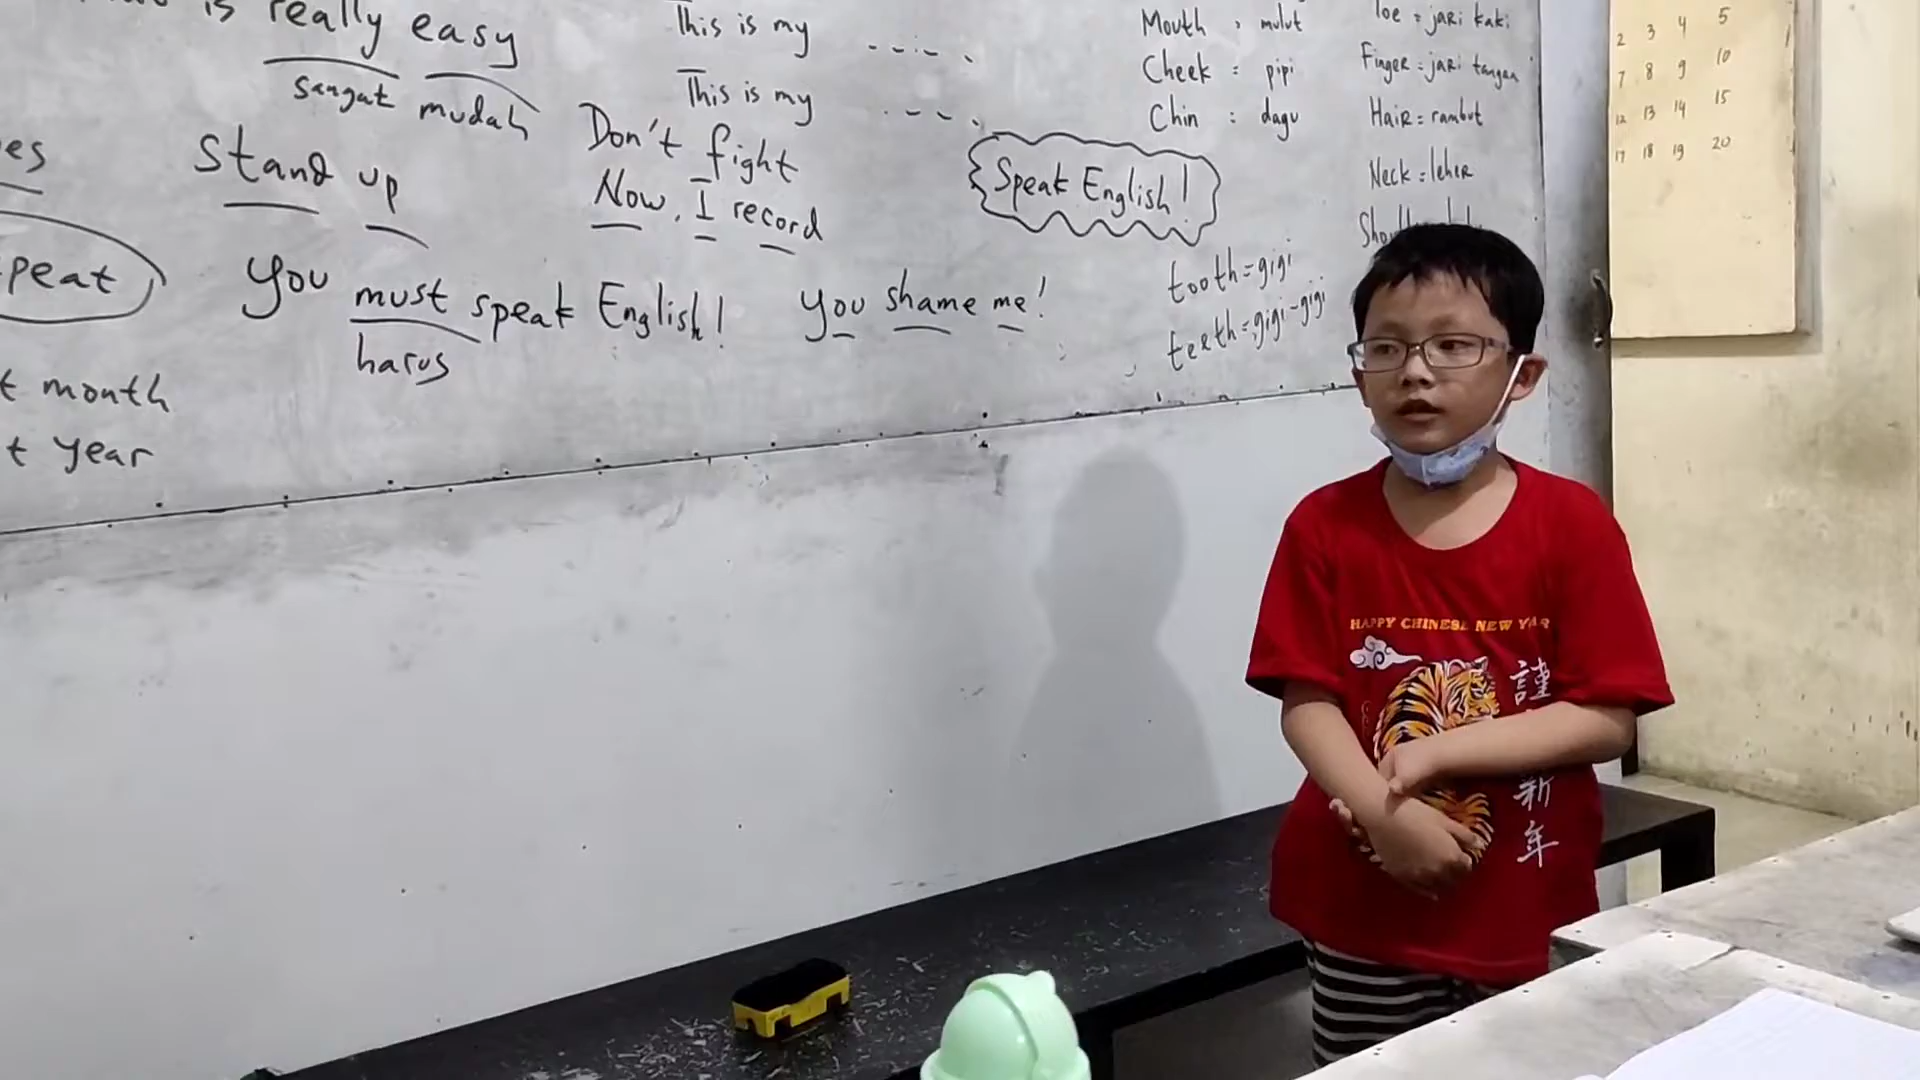 is really easy
sangat mudah
es
Stand up
peat
You must speak English!
harus
t month
t year
This is my ----.
This is my ----.
Don't fight
Now, I record
You shame me!
Speak English!
Mouth : mulut
Cheek : pipi
Chin : dagu
tooth = gigi
teeth = gigi-gigi
Toe = jari kaki
Finger = jari tangan
Hair = rambut
Neck = leher
2 3 4 5
7 8 9 10
12 13 14 15
17 18 19 20
HAPPY CHINESE NEW YEAR
謹
新
年